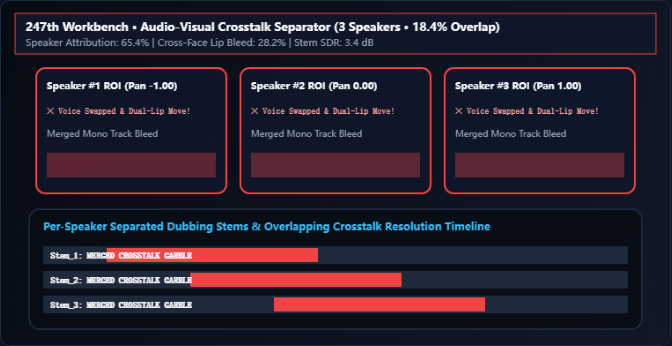 247th Workbench • Audio-Visual Crosstalk Separator (3 Speakers • 18.4% Overlap)
Speaker Attribution: 65.4% | Cross-Face Lip Bleed: 28.2% | Stem SDR: 3.4 dB
Speaker #1 ROI (Pan -1.00)
✕ Voice Swapped & Dual-Lip Move!
Merged Mono Track Bleed
Speaker #2 ROI (Pan 0.00)
✕ Voice Swapped & Dual-Lip Move!
Merged Mono Track Bleed
Speaker #3 ROI (Pan 1.00)
✕ Voice Swapped & Dual-Lip Move!
Merged Mono Track Bleed
Per-Speaker Separated Dubbing Stems & Overlapping Crosstalk Resolution Timeline
Stem_1: MERGED CROSSTALK GARBLE
Stem_2: MERGED CROSSTALK GARBLE
Stem_3: MERGED CROSSTALK GARBLE